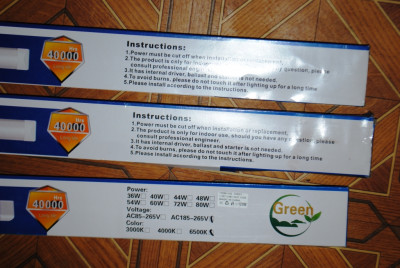 40000
Instructions:
1.Power must be cut off when installation or replacement.
2.The product is only for indoor
question, please
consult professional
3.It has internal driver, ballast and starter is not needed.
4.To avoid burns, please do not touch it after lighting up for a long time
5.Please install according to the instructions.
40000
Instructions:
1.Power must be cut off when installation or replacement.
2.The product is only for indoor use, should you have any question, please
consult professional engineer.
3.It has internal driver, ballast and starter is not needed.
4.To avoid burns, please do not touch it after lighting up for a long time
5.Please install according to the instructions.
40000
Power:
36W 40W 44W 48W
54W 60W 72W 80W
Voltage:
AC85-265V AC185-265V
Color:
3000K 4000K 6500K
Green